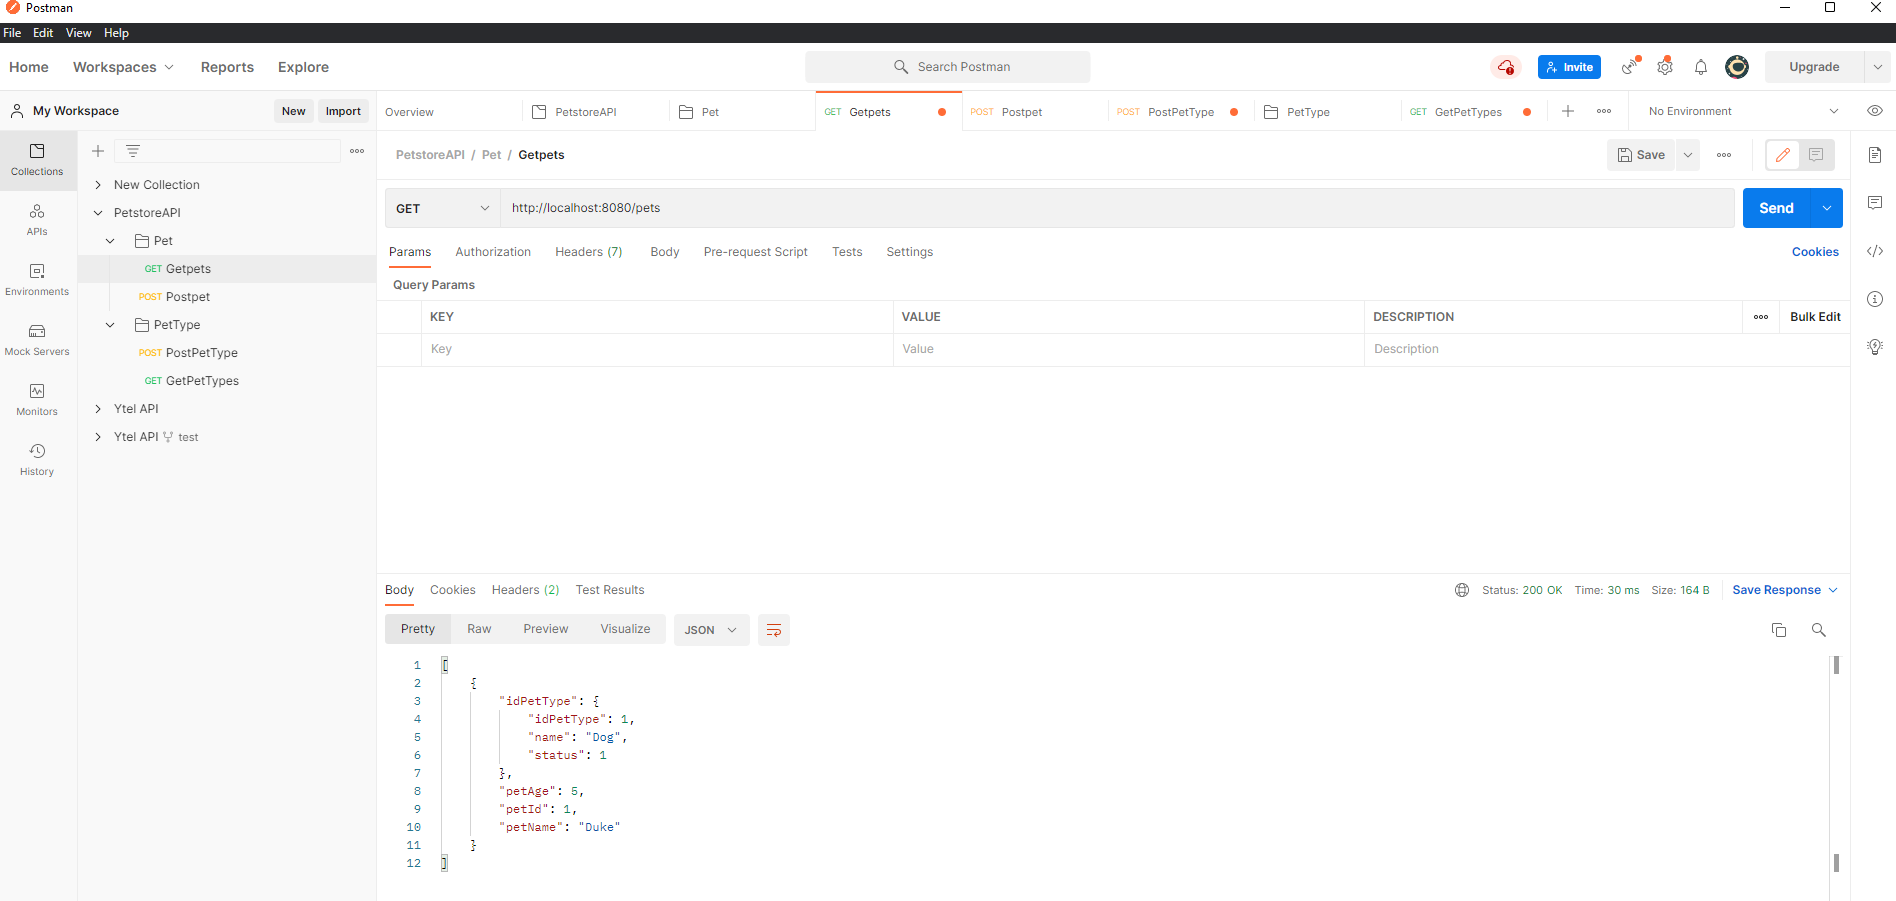 Postman
File Edit View Help
Home Workspaces Reports Explore Search Postman Invite Upgrade
My Workspace New Import Overview PetstoreAPI Pet GET Getpets POST Postpet POST PostPetType PetType GET GetPetTypes No Environment
PetstoreAPI / Pet / Getpets Save
Collections
APIs
Environments
Mock Servers
Monitors
History
New Collection
PetstoreAPI
Pet
GET Getpets
POST Postpet
PetType
POST PostPetType
GET GetPetTypes
Ytel API
Ytel API test
GET http://localhost:8080/pets Send
Params Authorization Headers (7) Body Pre-request Script Tests Settings Cookies
Query Params
KEY VALUE DESCRIPTION Bulk Edit
Key Value Description
Body Cookies Headers (2) Test Results Status: 200 OK Time: 30 ms Size: 164 B Save Response
Pretty Raw Preview Visualize JSON
1 [
2 {
3 "idPetType": {
4 "idPetType": 1,
5 "name": "Dog",
6 "status": 1
7 },
8 "petAge": 5,
9 "petId": 1,
10 "petName": "Duke"
11 }
12 ]